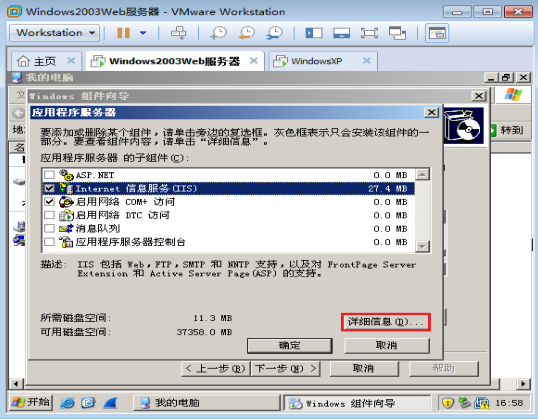 Windows2003Web服务器 - VMware Workstation
Workstation
主页 × Windows2003Web服务器 × WindowsXP ×
我的电脑
Windows 组件向导
应用程序服务器
要添加或删除某个组件，请单击旁边的复选框。灰色框表示只会安装该组件的一
部分。要查看组件内容，请单击“详细信息”。
转到
应用程序服务器 的子组件(C):
ASP.NET 0.0 MB
Internet 信息服务(IIS) 27.4 MB
启用网络 COM+ 访问 0.0 MB
启用网络 DTC 访问 0.0 MB
消息队列 0.0 MB
应用程序服务器控制台 0.0 MB
描述: IIS 包括 Web，FTP，SMTP 和 NNTP 支持，以及对 FrontPage Server
Extension 和 Active Server Page(ASP) 的支持。
所需磁盘空间: 11.3 MB
详细信息(D)...
可用磁盘空间: 37358.0 MB
确定 取消
< 上一步(B) 下一步(N) > 取消 帮助
开始 我的电脑 Windows 组件向导 16:58